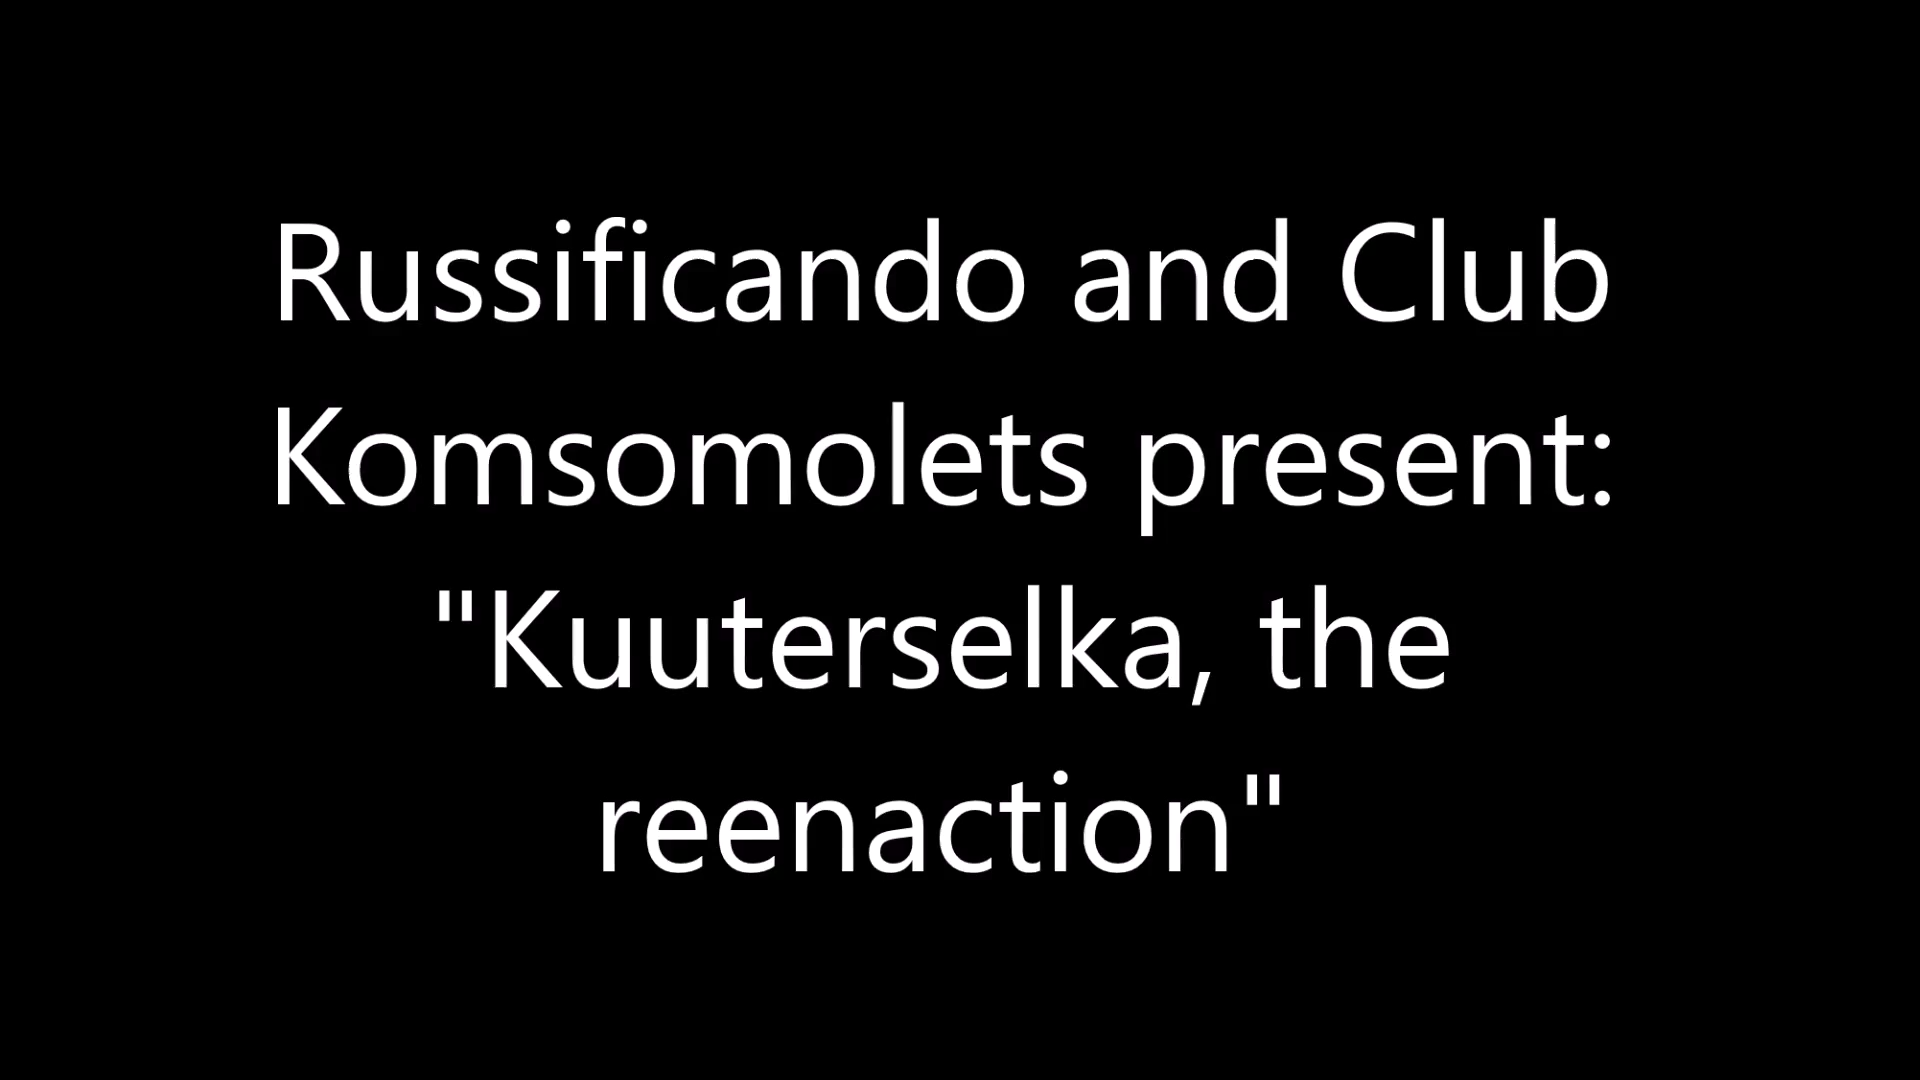 Russificando and Club
Komsomolets present:
"Kuuterselka, the
reenaction"